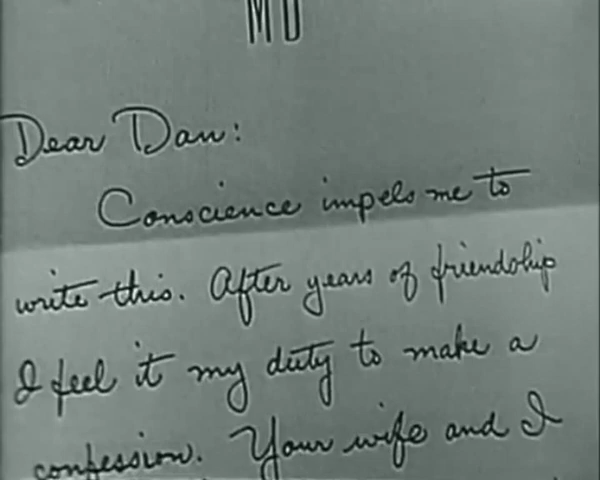 MD
Dear Dan:
Conscience impels me to
write this. After years of friendship
I feel it my duty to make a
confession. Your wife and I